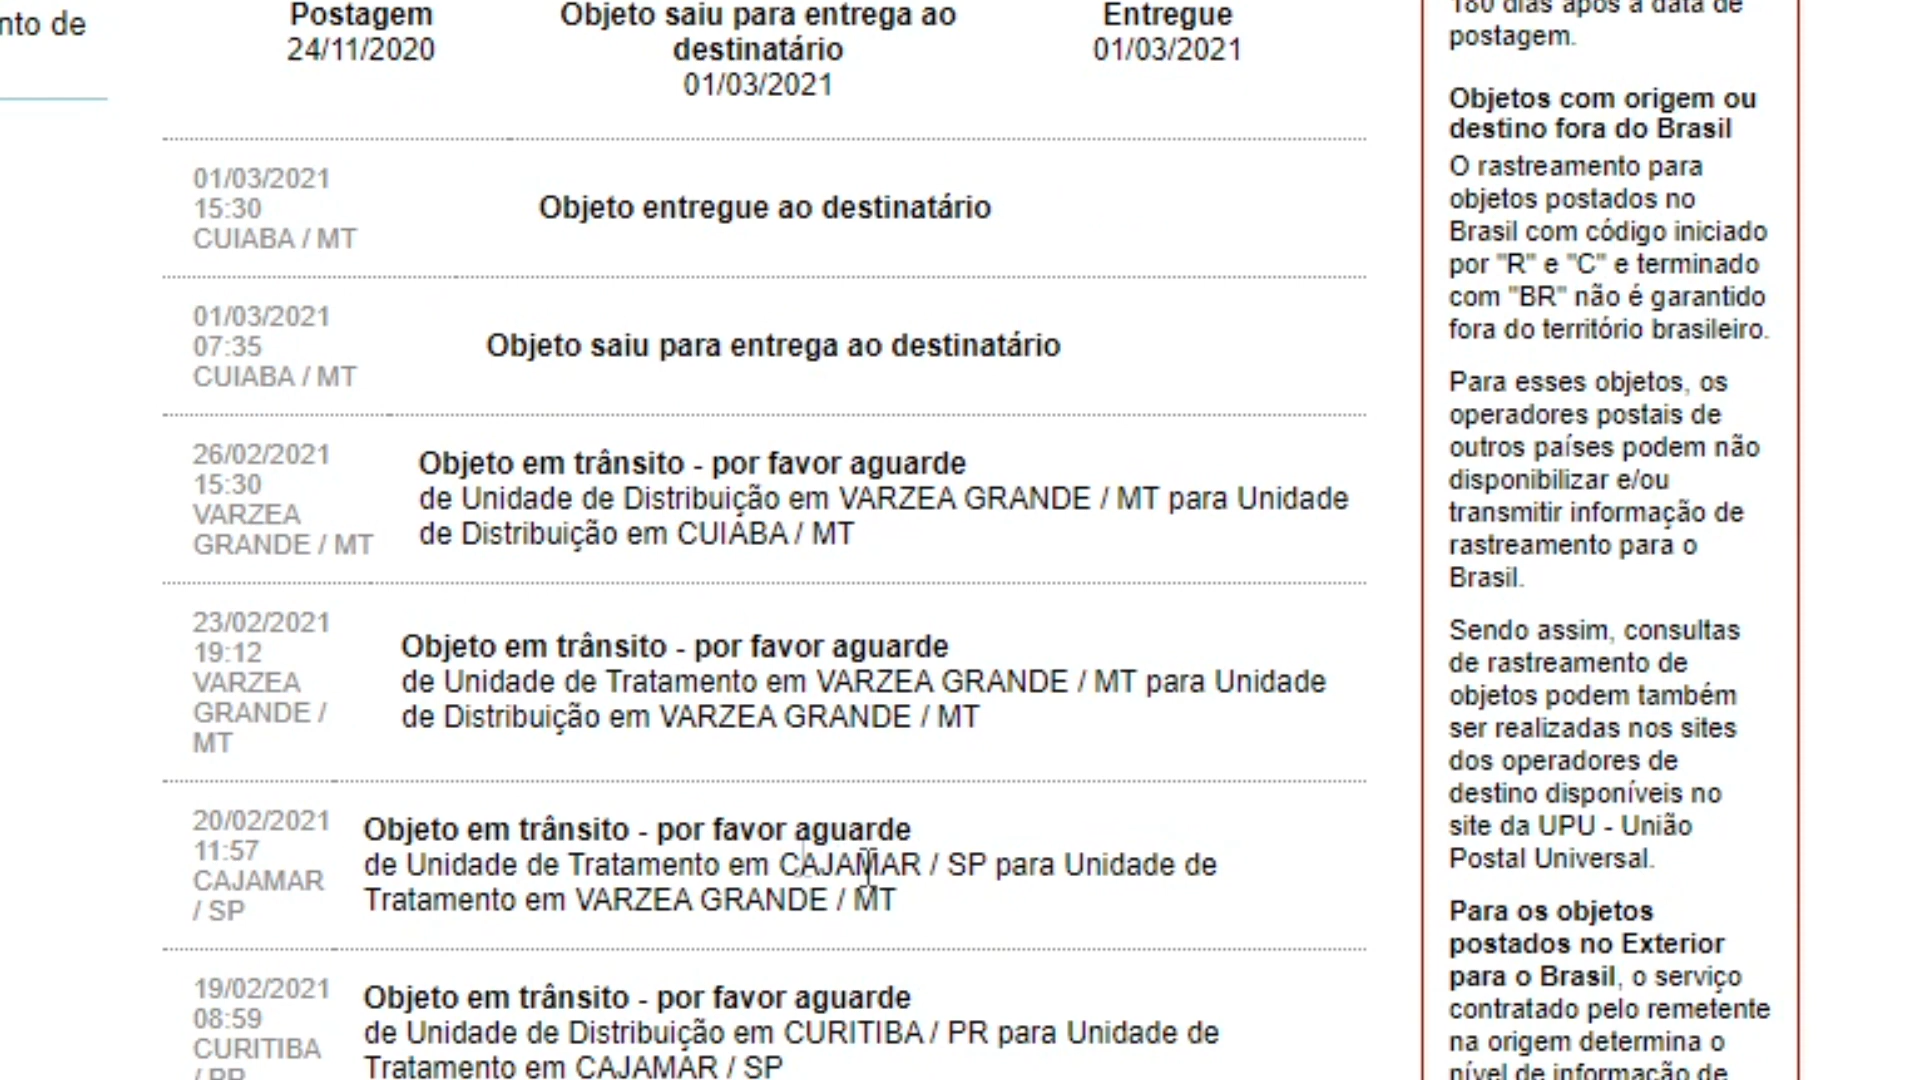 nto de
Postagem
24/11/2020
Objeto saiu para entrega ao
destinatário
01/03/2021
Entregue
01/03/2021
01/03/2021
15:30
CUIABA / MT
Objeto entregue ao destinatário
01/03/2021
07:35
CUIABA / MT
Objeto saiu para entrega ao destinatário
26/02/2021
15:30
VARZEA
GRANDE / MT
Objeto em trânsito - por favor aguarde
de Unidade de Distribuição em VARZEA GRANDE / MT para Unidade
de Distribuição em CUIABA / MT
23/02/2021
19:12
VARZEA
GRANDE /
MT
Objeto em trânsito - por favor aguarde
de Unidade de Tratamento em VARZEA GRANDE / MT para Unidade
de Distribuição em VARZEA GRANDE / MT
20/02/2021
11:57
CAJAMAR
/ SP
Objeto em trânsito - por favor aguarde
de Unidade de Tratamento em CAJAMAR / SP para Unidade de
Tratamento em VARZEA GRANDE / MT
19/02/2021
08:59
CURITIBA
/ PR
Objeto em trânsito - por favor aguarde
de Unidade de Distribuição em CURITIBA / PR para Unidade de
Tratamento em CAJAMAR / SP
180 dias após a data de
postagem.
Objetos com origem ou
destino fora do Brasil
O rastreamento para
objetos postados no
Brasil com código iniciado
por "R" e "C" e terminado
com "BR" não é garantido
fora do território brasileiro.
Para esses objetos, os
operadores postais de
outros países podem não
disponibilizar e/ou
transmitir informação de
rastreamento para o
Brasil.
Sendo assim, consultas
de rastreamento de
objetos podem também
ser realizadas nos sites
dos operadores de
destino disponíveis no
site da UPU - União
Postal Universal.
Para os objetos
postados no Exterior
para o Brasil, o serviço
contratado pelo remetente
na origem determina o
nível de informação de